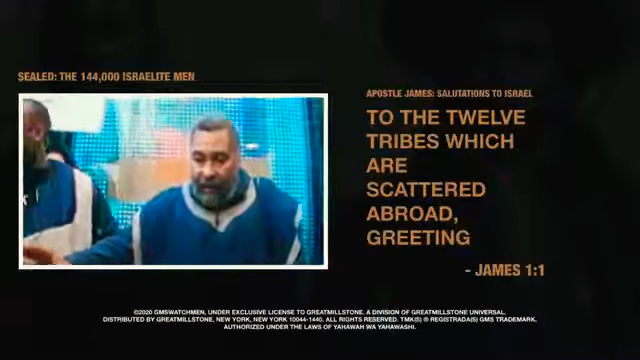 SEALED: THE 144,000 ISRAELITE MEN
APOSTLE JAMES: SALUTATIONS TO ISRAEL
TO THE TWELVE
TRIBES WHICH
ARE
SCATTERED
ABROAD,
GREETING
- JAMES 1:1
©2020 GMSWATCHMEN, UNDER EXCLUSIVE LICENSE TO GREATMILLSTONE. A DIVISION OF GREATMILLSTONE UNIVERSAL.
DISTRIBUTED BY GREATMILLSTONE, NEW YORK, NEW YORK 10044-1440. ALL RIGHTS RESERVED. TMK(S) ® REGISTRADA(S) GMS TRADEMARK.
AUTHORIZED UNDER THE LAWS OF YAHAWAH WA YAHAWASHI.